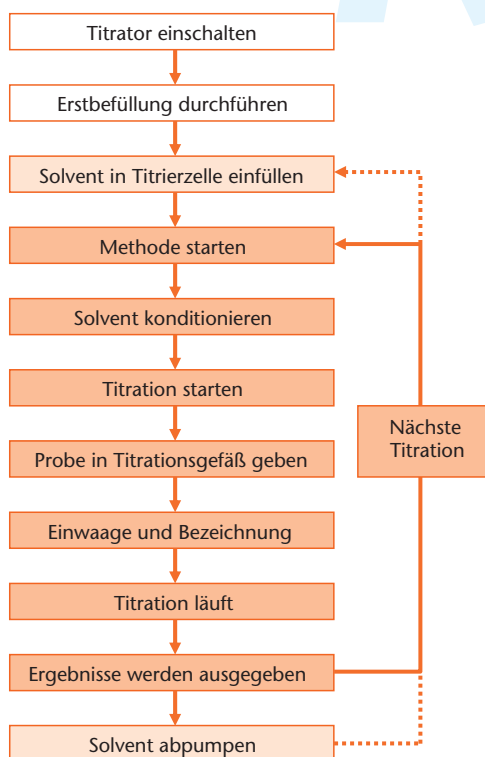 Titrator einschalten
Erstbefüllung durchführen
Solvent in Titrierzelle einfüllen
Methode starten
Solvent konditionieren
Titration starten
Probe in Titrationsgefäß geben
Einwaage und Bezeichnung
Titration läuft
Ergebnisse werden ausgegeben
Solvent abpumpen
Nächste
Titration